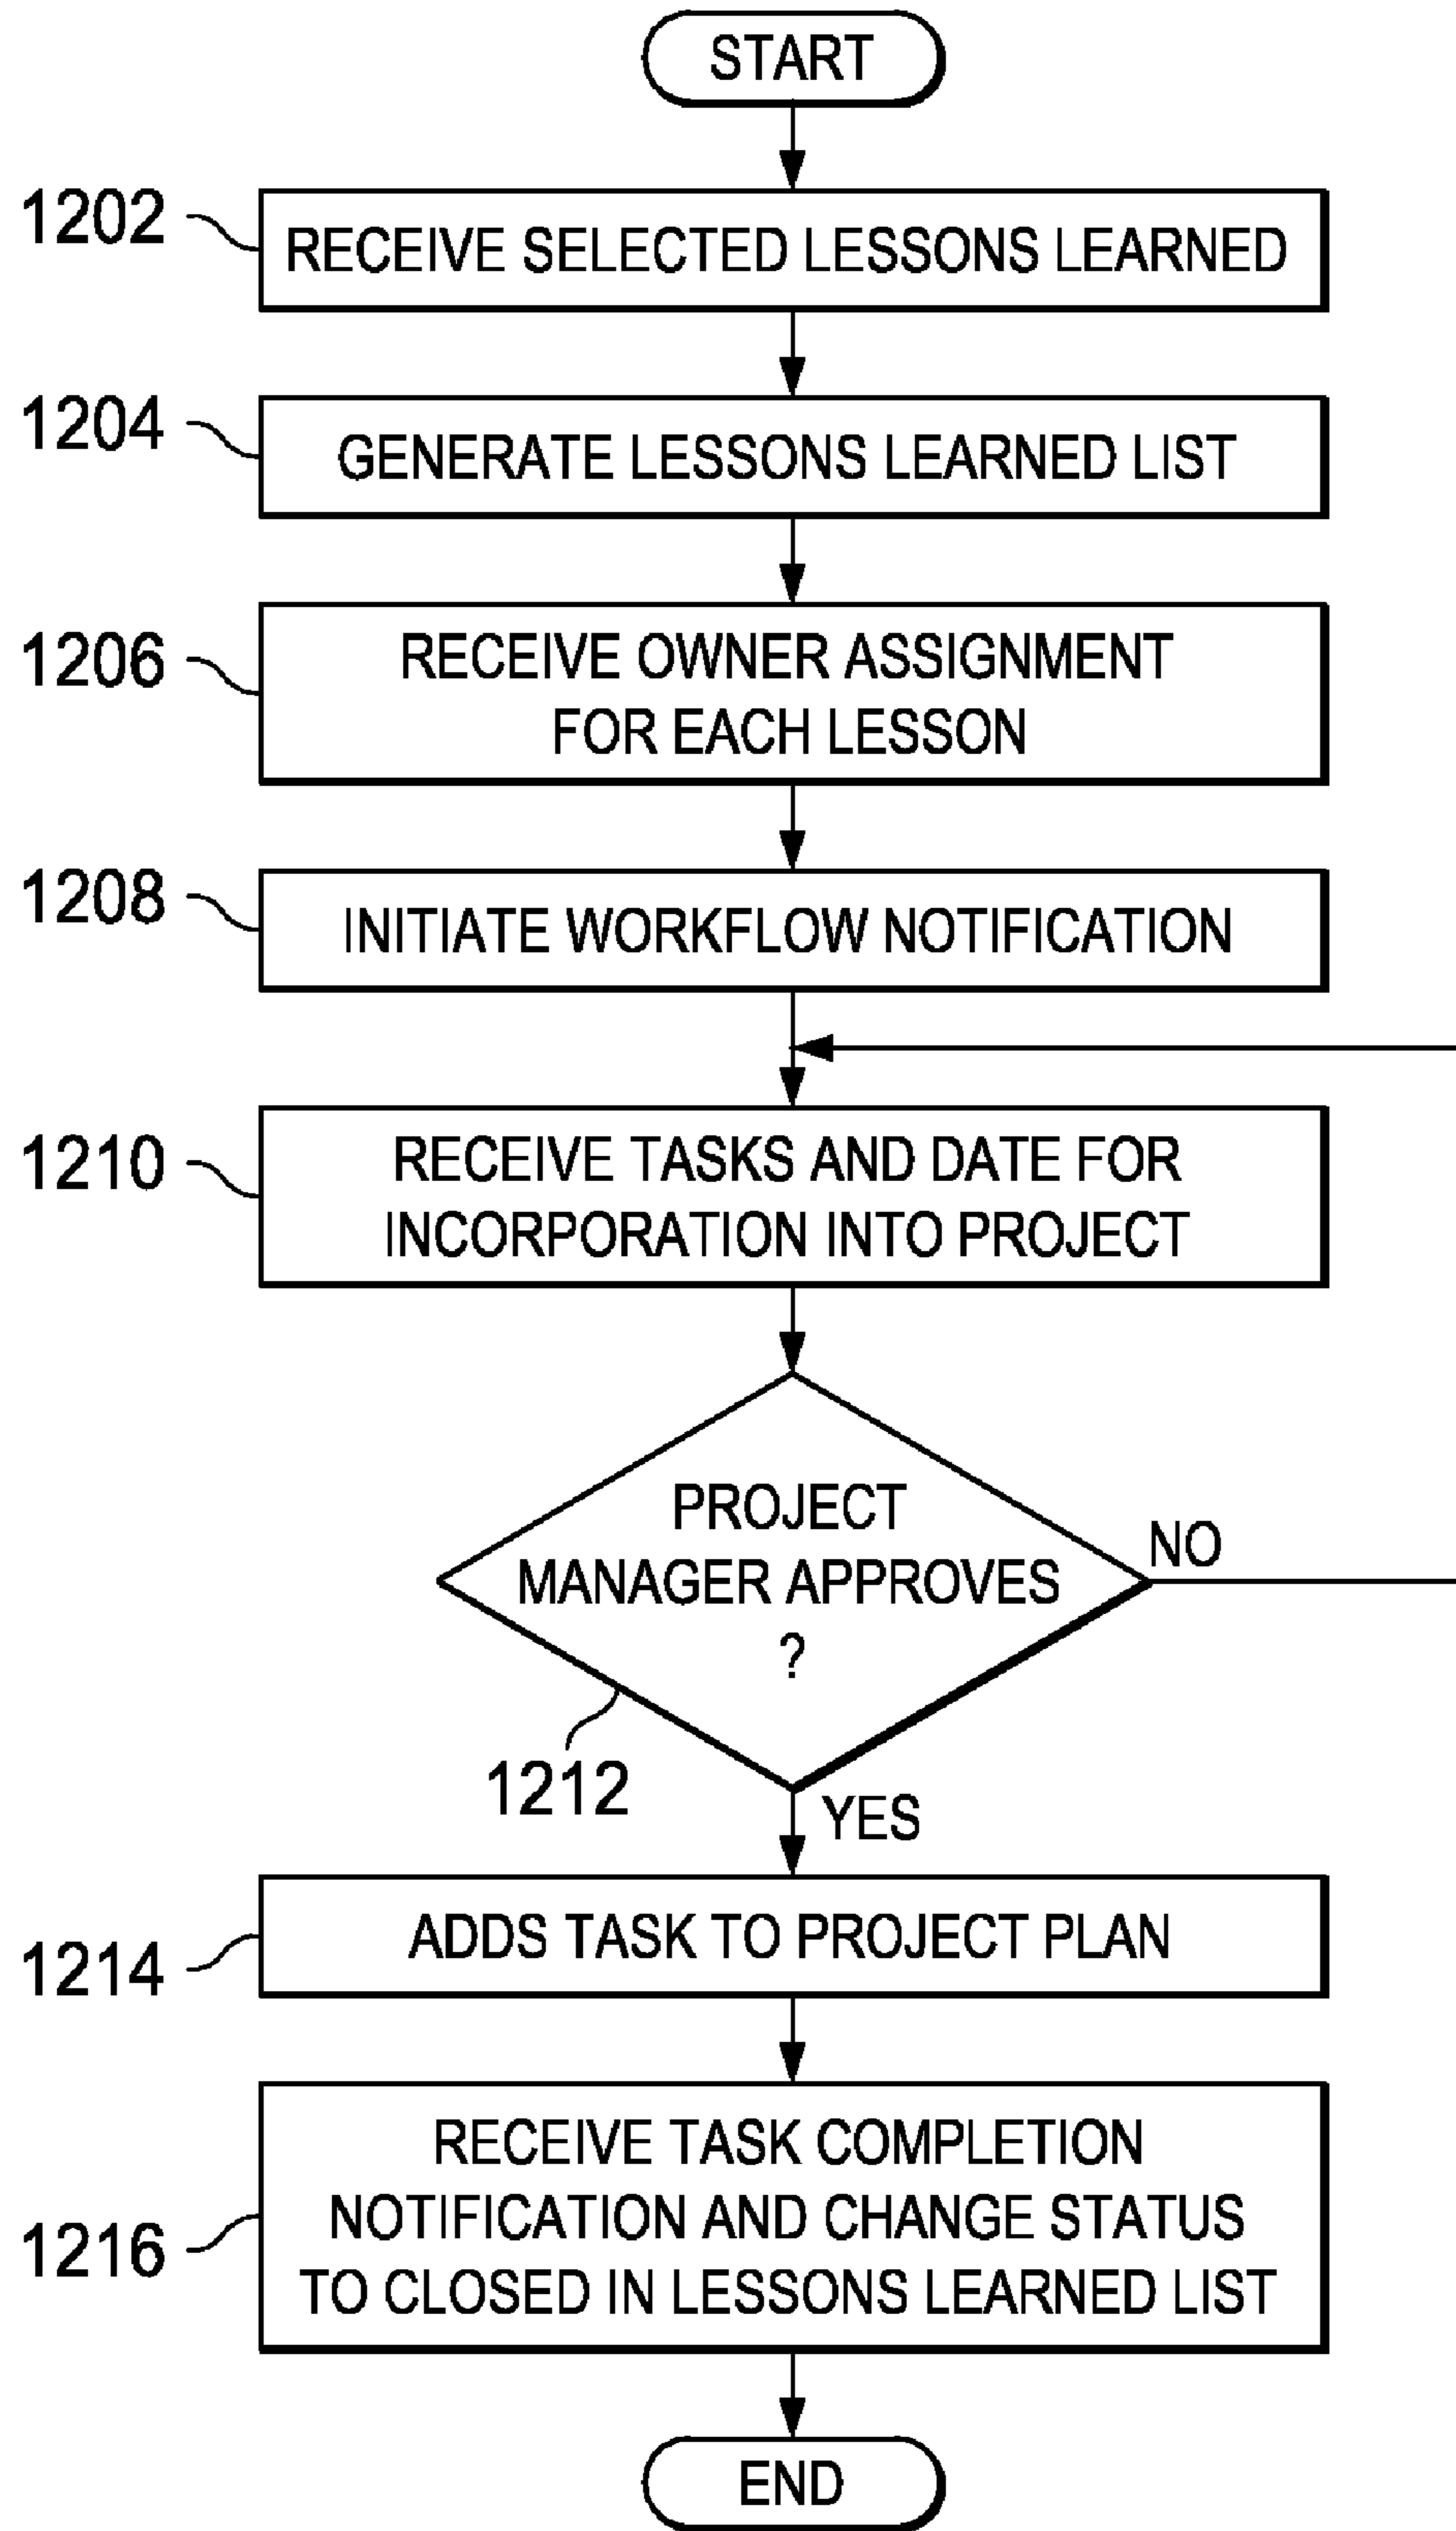 START
1202
RECEIVE SELECTED LESSONS LEARNED
1204
GENERATE LESSONS LEARNED LIST
1206
RECEIVE OWNER ASSIGNMENT
FOR EACH LESSON
1208
INITIATE WORKFLOW NOTIFICATION
1210
RECEIVE TASKS AND DATE FOR
INCORPORATION INTO PROJECT
PROJECT
MANAGER APPROVES
?
NO
1212
YES
1214
ADDS TASK TO PROJECT PLAN
1216
RECEIVE TASK COMPLETION
NOTIFICATION AND CHANGE STATUS
TO CLOSED IN LESSONS LEARNED LIST
END